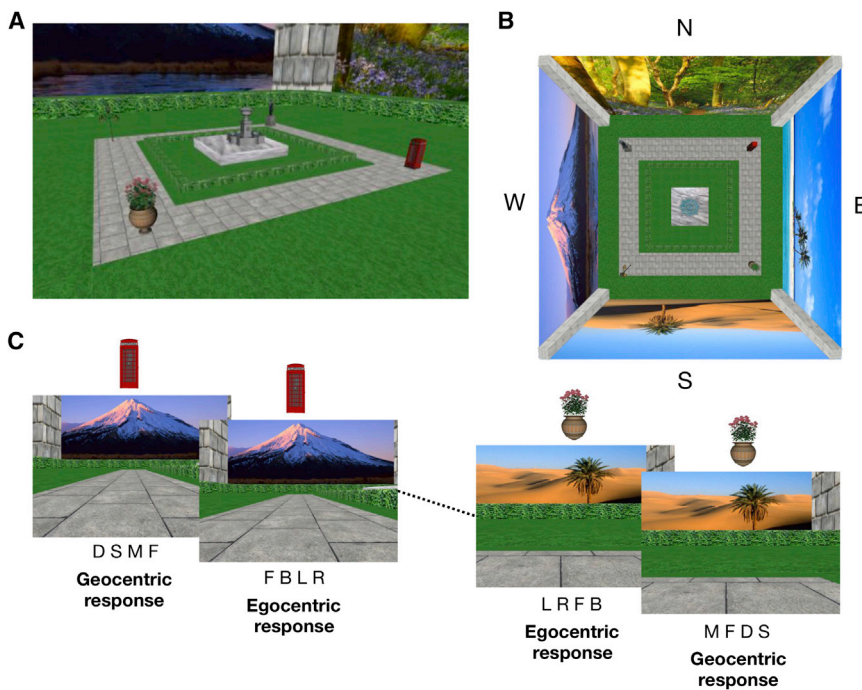 A
B
N
W
E
S
C
D S M F
Geocentric
response
F B L R
Egocentric
response
L R F B
Egocentric
response
M F D S
Geocentric
response